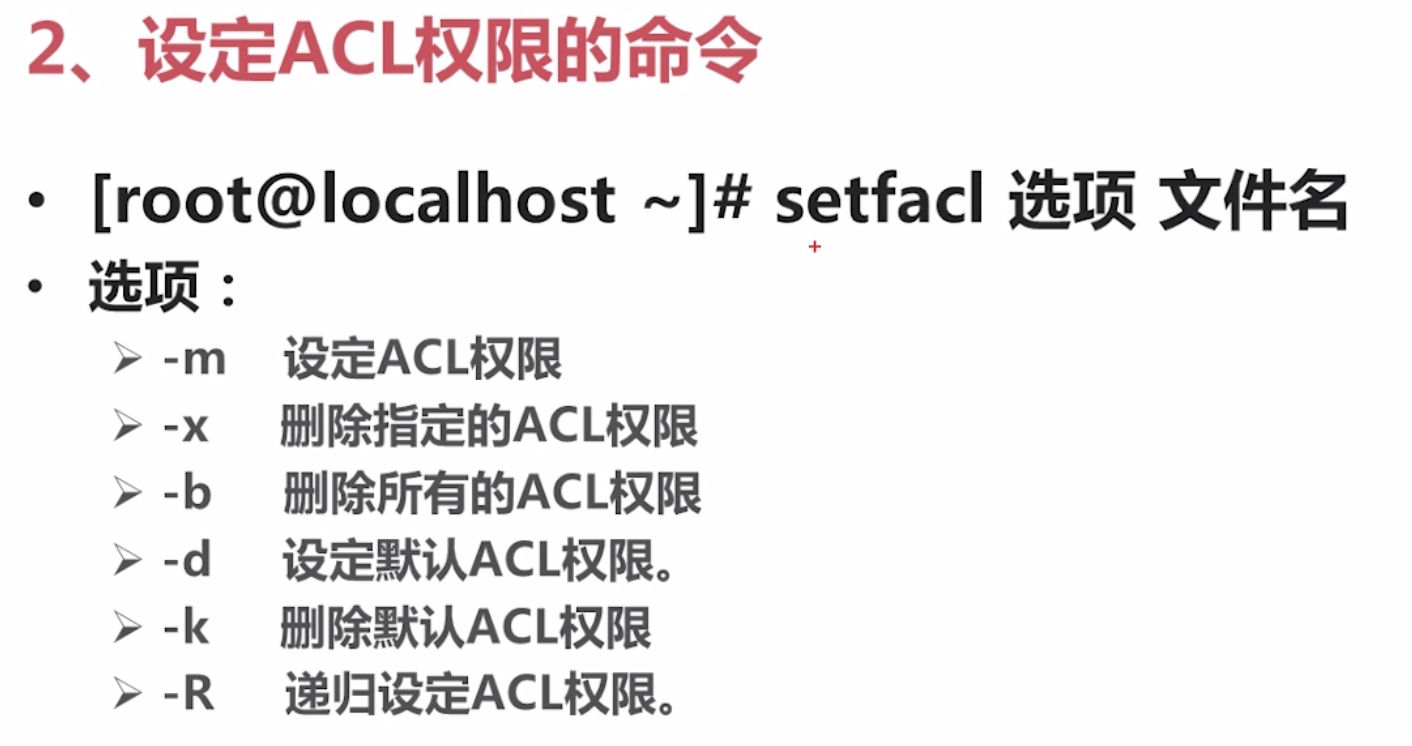 2、设定ACL权限的命令
• [root@localhost ~]# setfacl 选项 文件名
• 选项：
➢ -m 设定ACL权限
➢ -x 删除指定的ACL权限
➢ -b 删除所有的ACL权限
➢ -d 设定默认ACL权限。
➢ -k 删除默认ACL权限
➢ -R 递归设定ACL权限。